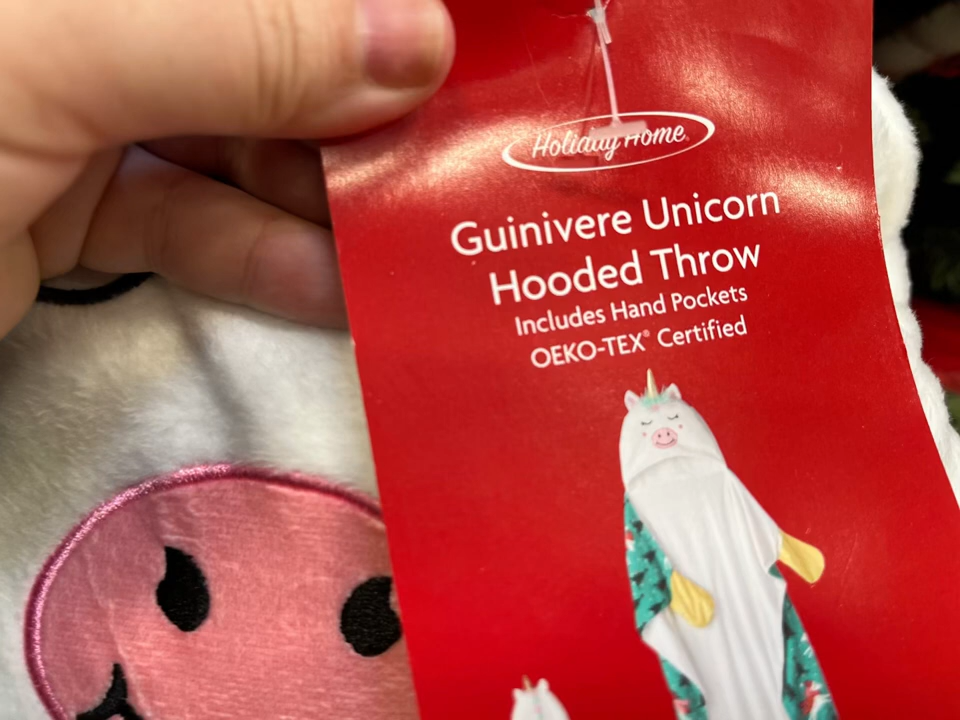 Holiday Home®
Guinivere Unicorn
Hooded Throw
Includes Hand Pockets
OEKO-TEX® Certified